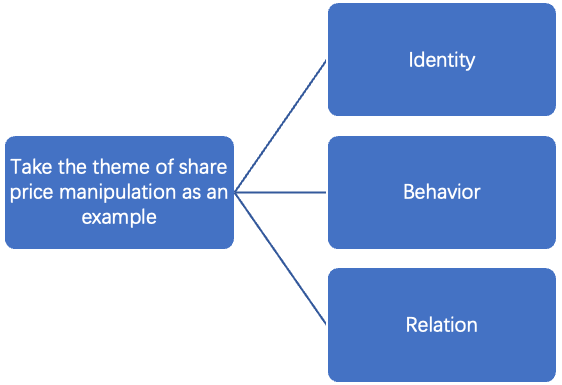 Take the theme of share
price manipulation as an
example
Identity
Behavior
Relation